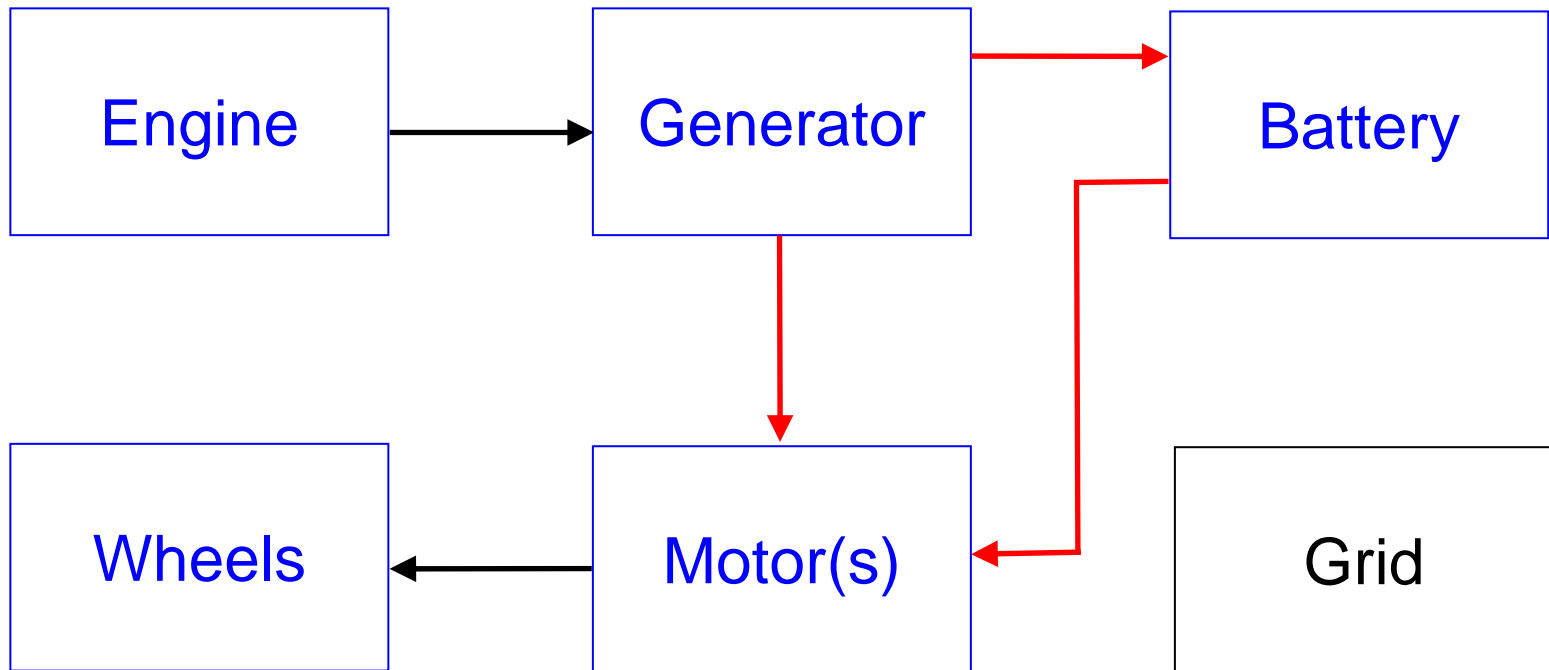 Engine
Generator
Battery
Wheels
Motor(s)
Grid